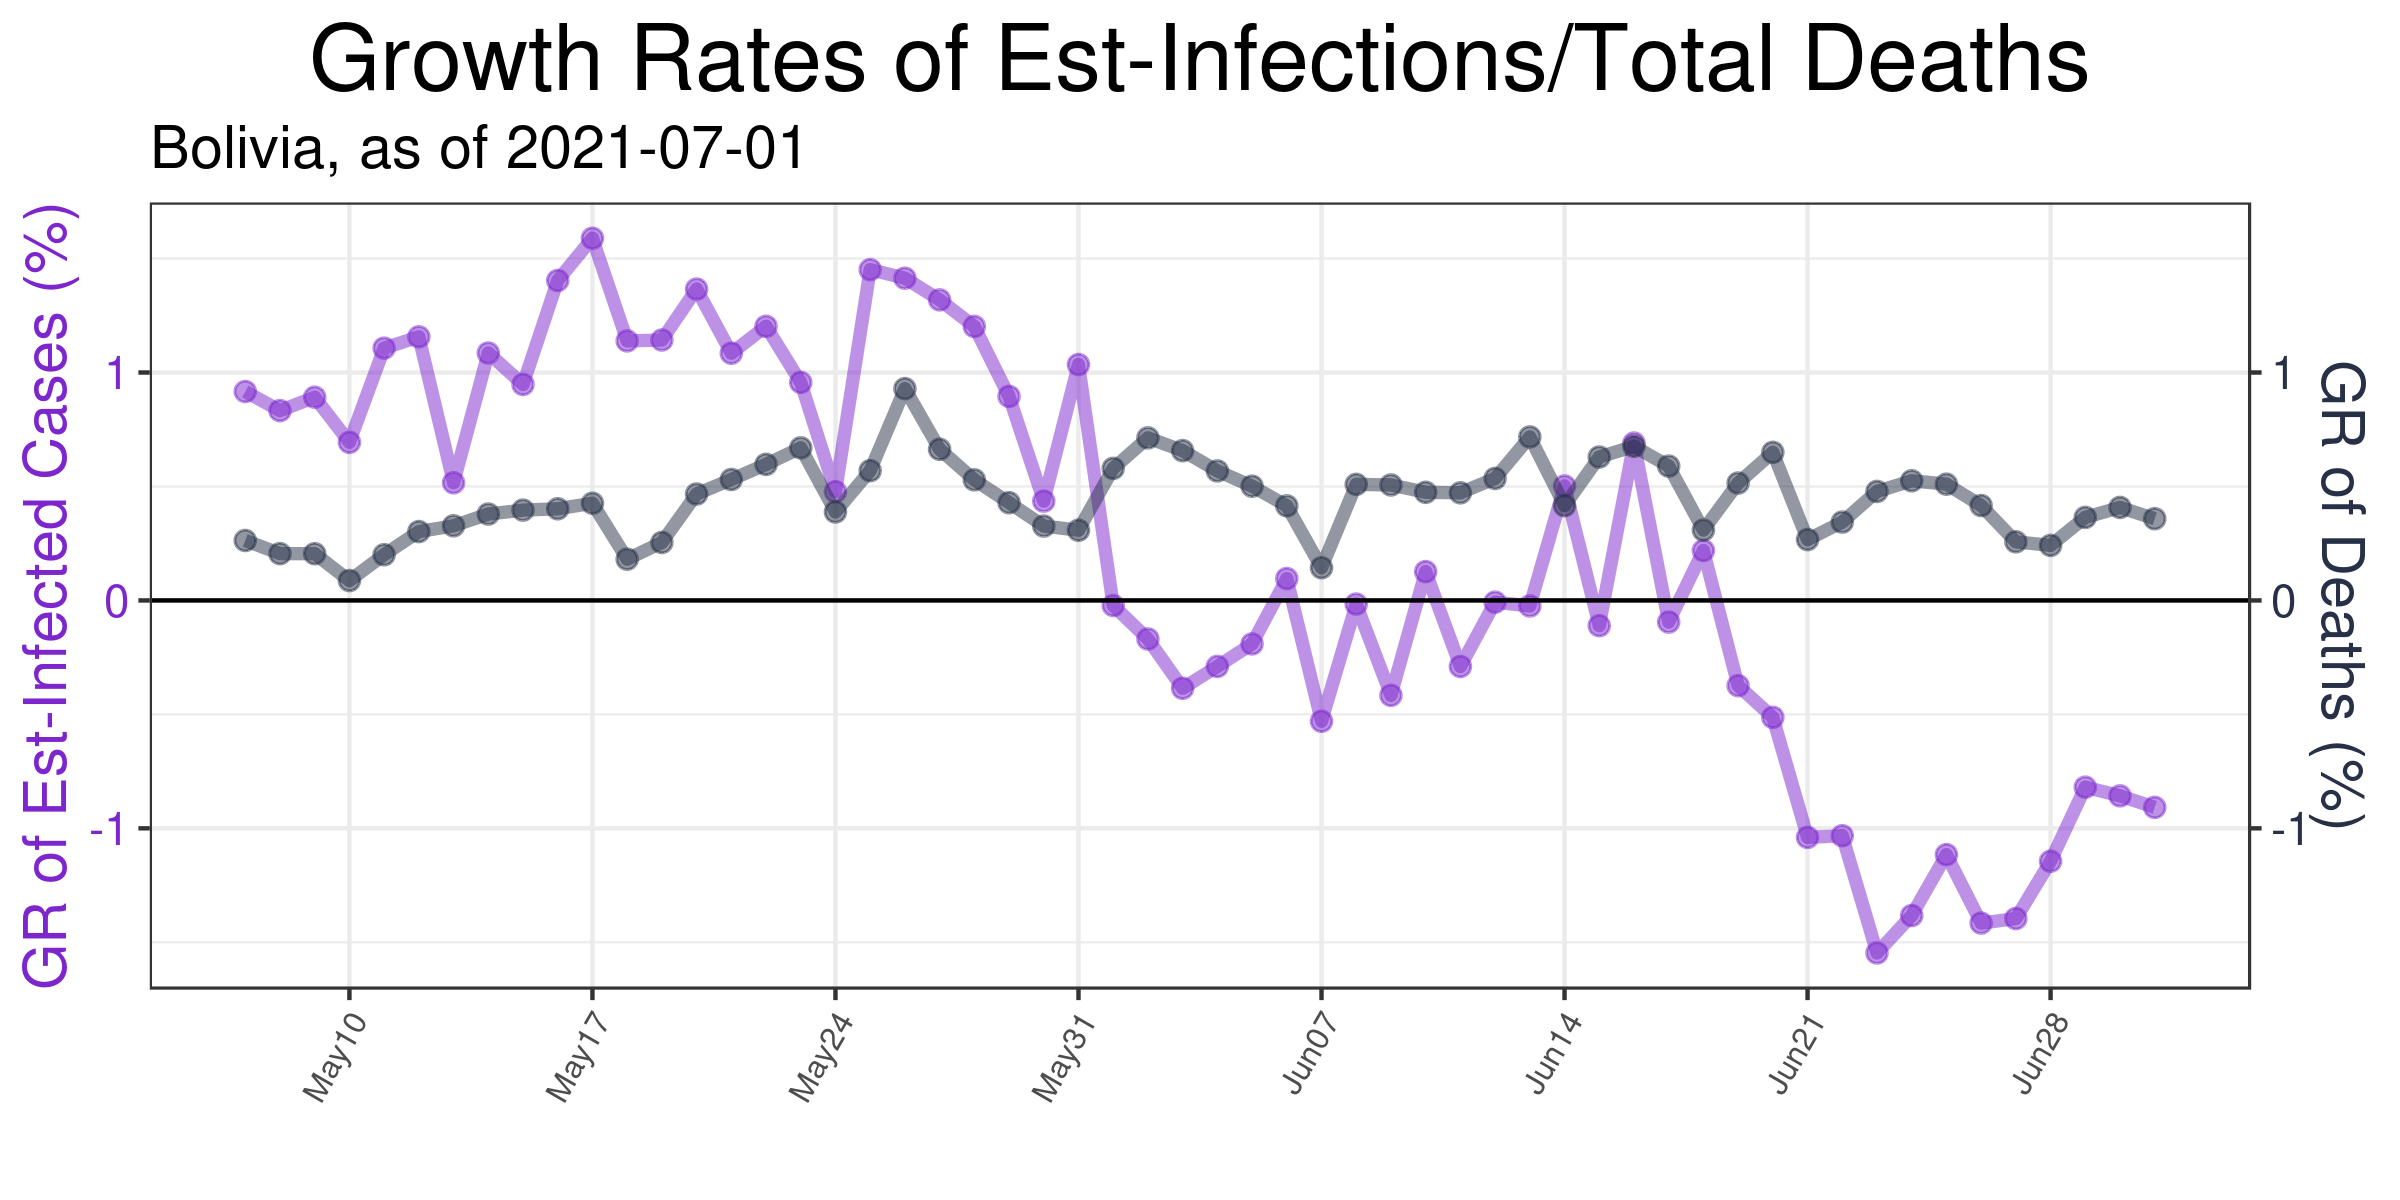 Growth Rates of Est-Infections/Total Deaths
Bolivia, as of 2021-07-01
GR of Est-Infected Cases (%)
1
0
-1
1
0
-1
GR of Deaths (%)
May10
May17
May24
May31
Jun07
Jun14
Jun21
Jun28